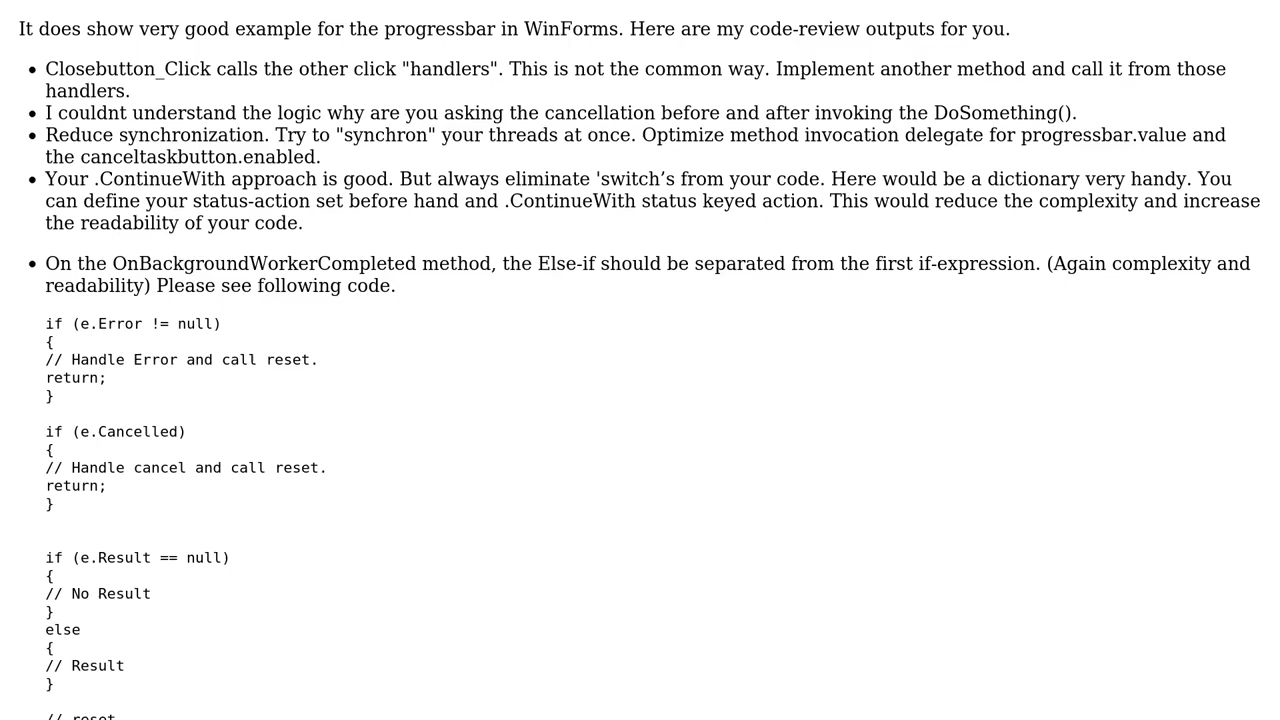 It does show very good example for the progressbar in WinForms. Here are my code-review outputs for you.
• Closebutton_Click calls the other click "handlers". This is not the common way. Implement another method and call it from those
handlers.
• I couldnt understand the logic why are you asking the cancellation before and after invoking the DoSomething().
• Reduce synchronization. Try to "synchron" your threads at once. Optimize method invocation delegate for progressbar.value and
the canceltaskbutton.enabled.
• Your .ContinueWith approach is good. But always eliminate 'switch’s from your code. Here would be a dictionary very handy. You
can define your status-action set before hand and .ContinueWith status keyed action. This would reduce the complexity and increase
the readability of your code.
• On the OnBackgroundWorkerCompleted method, the Else-if should be separated from the first if-expression. (Again complexity and
readability) Please see following code.
if (e.Error != null)
{
// Handle Error and call reset.
return;
}
if (e.Cancelled)
{
// Handle cancel and call reset.
return;
}
if (e.Result == null)
{
// No Result
}
else
{
// Result
}
// reset